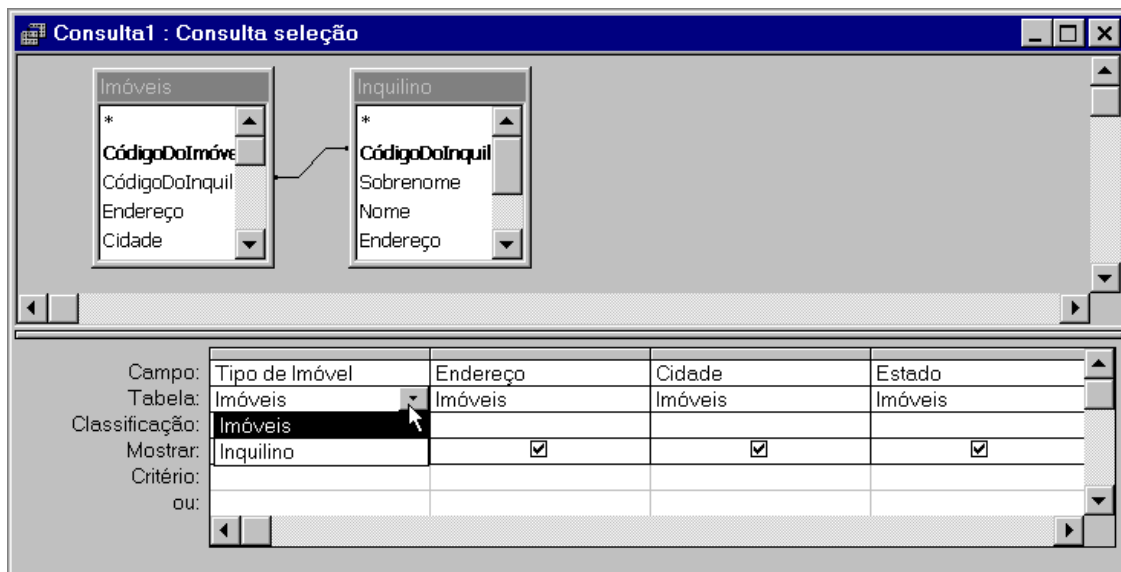 Consulta1 : Consulta seleção
Imóveis
*
CódigoDoImóve
CódigoDoInquil
Endereço
Cidade
Inquilino
*
CódigoDoInquil
Sobrenome
Nome
Endereço
Campo: Tipo de Imóvel Endereço Cidade Estado
Tabela: Imóveis Imóveis Imóveis Imóveis
Classificação: Imóveis
Mostrar: Inquilino
Critério:
ou: